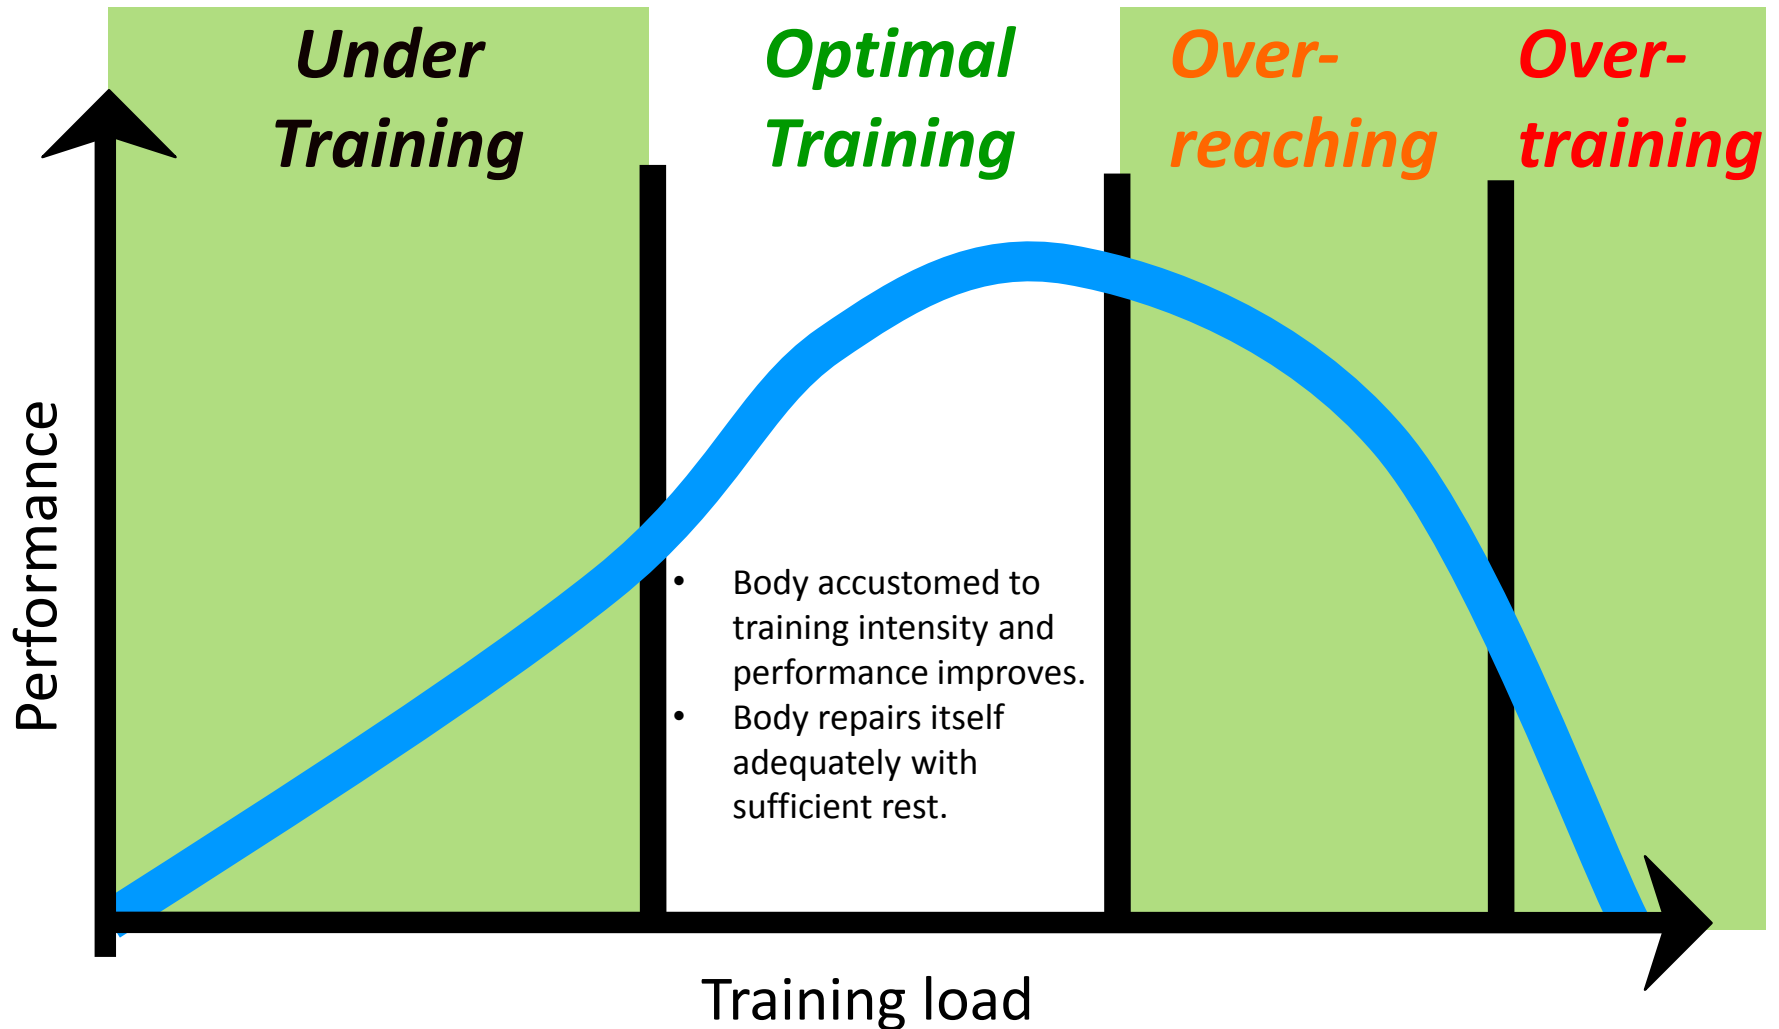 Under
Training
Optimal
Training
Over-
reaching
Over-
training
Performance
• Body accustomed to
training intensity and
performance improves.
• Body repairs itself
adequately with
sufficient rest.
Training load